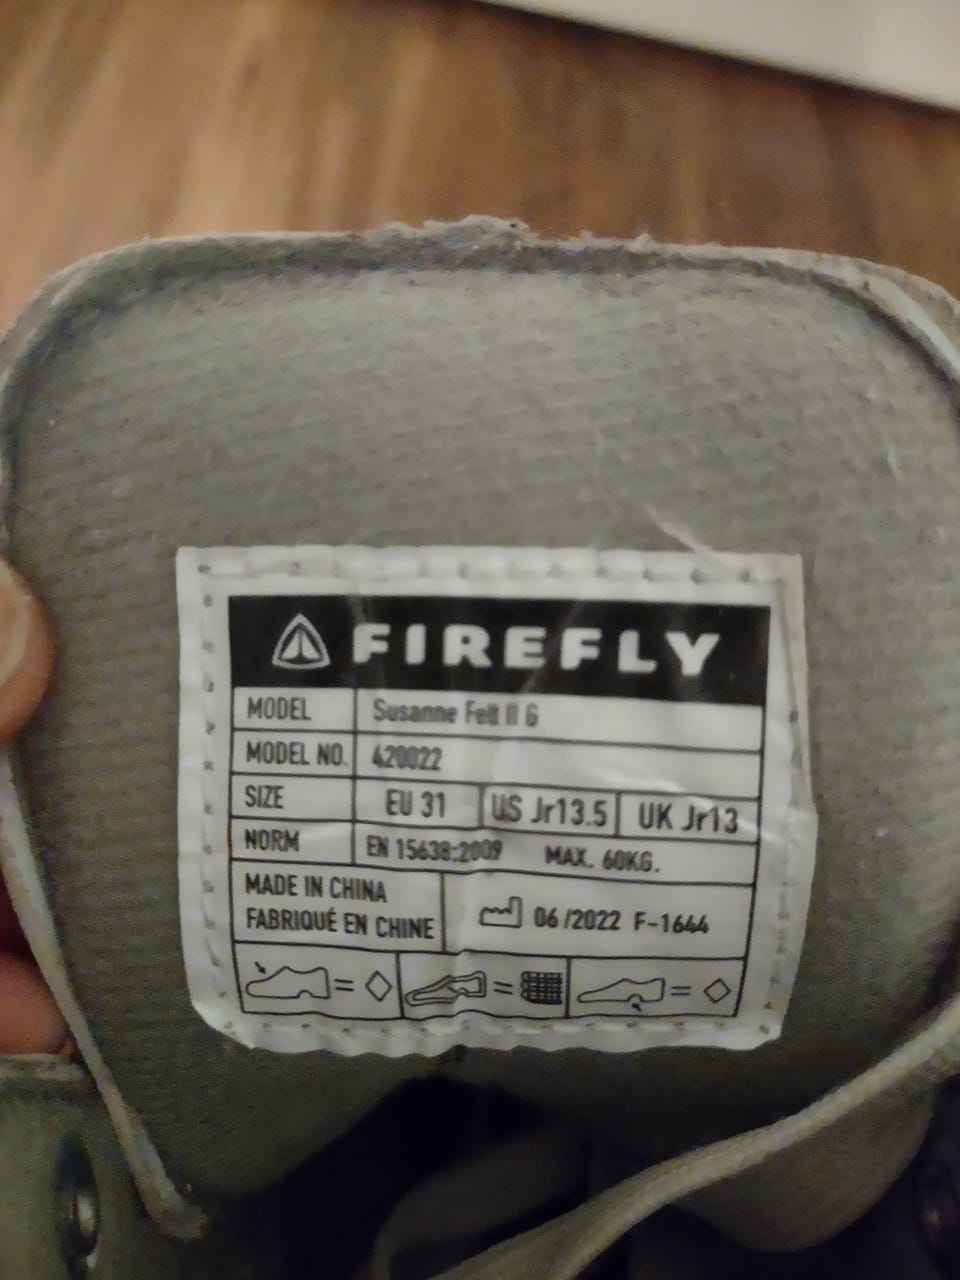 FIREFLY
MODEL Susanne Felt II G
MODEL NO. 420022
SIZE EU 31 US Jr13.5 UK Jr13
NORM EN 15638:2009 MAX. 60KG.
MADE IN CHINA
FABRIQUÉ EN CHINE
06/2022 F-1644
= = =